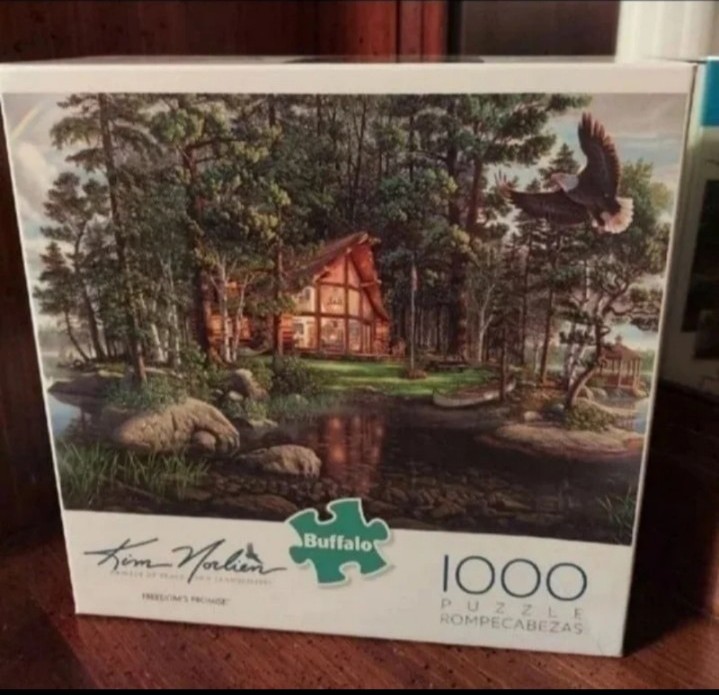 Kim Norlien
FREEDOM'S PROMISE
Buffalo
1000
PUZZLE
ROMPECABEZAS